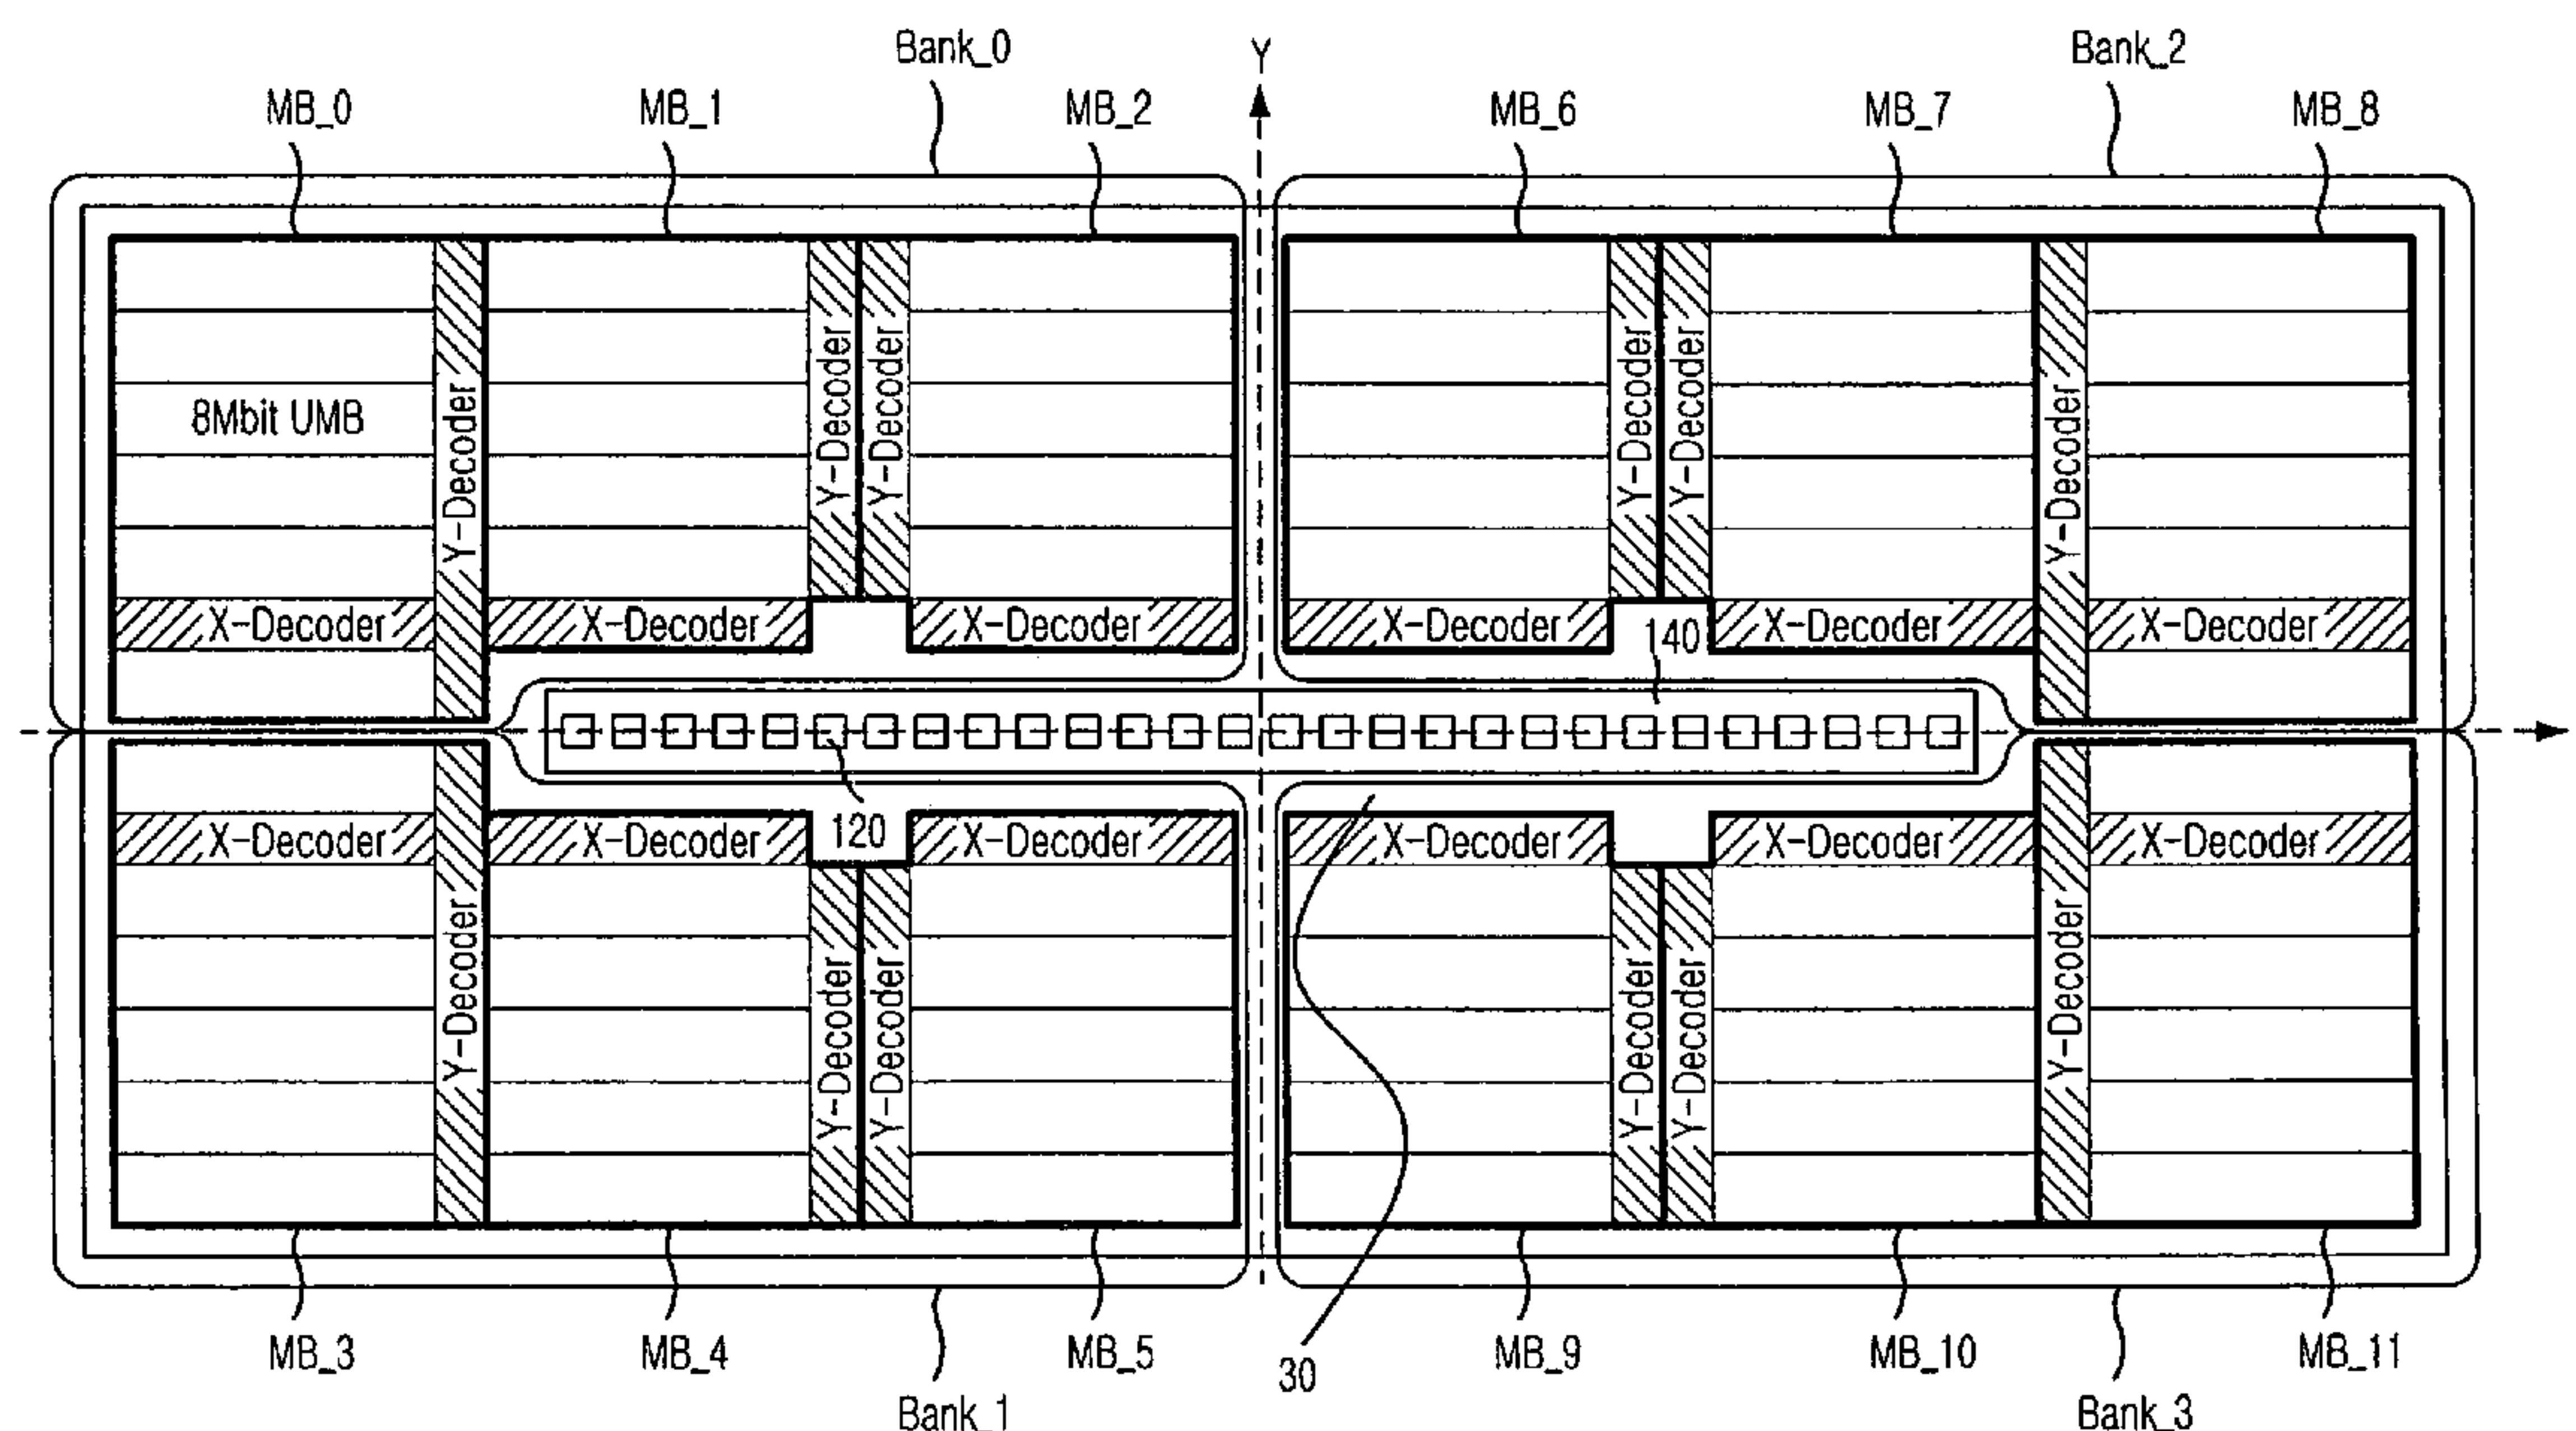 Bank_0 Y Bank_2
MB_0 MB_1 MB_2 MB_6 MB_7 MB_8
8Mbit UMB
Y-Decoder Y-Decoder Y-Decoder Y-Decoder Y-Decoder Y-Decoder
X-Decoder X-Decoder X-Decoder X-Decoder X-Decoder X-Decoder
140
120
X-Decoder X-Decoder X-Decoder X-Decoder X-Decoder X-Decoder
Y-Decoder Y-Decoder Y-Decoder Y-Decoder Y-Decoder Y-Decoder
MB_3 MB_4 MB_5 30 MB_9 MB_10 MB_11
Bank_1 Bank_3